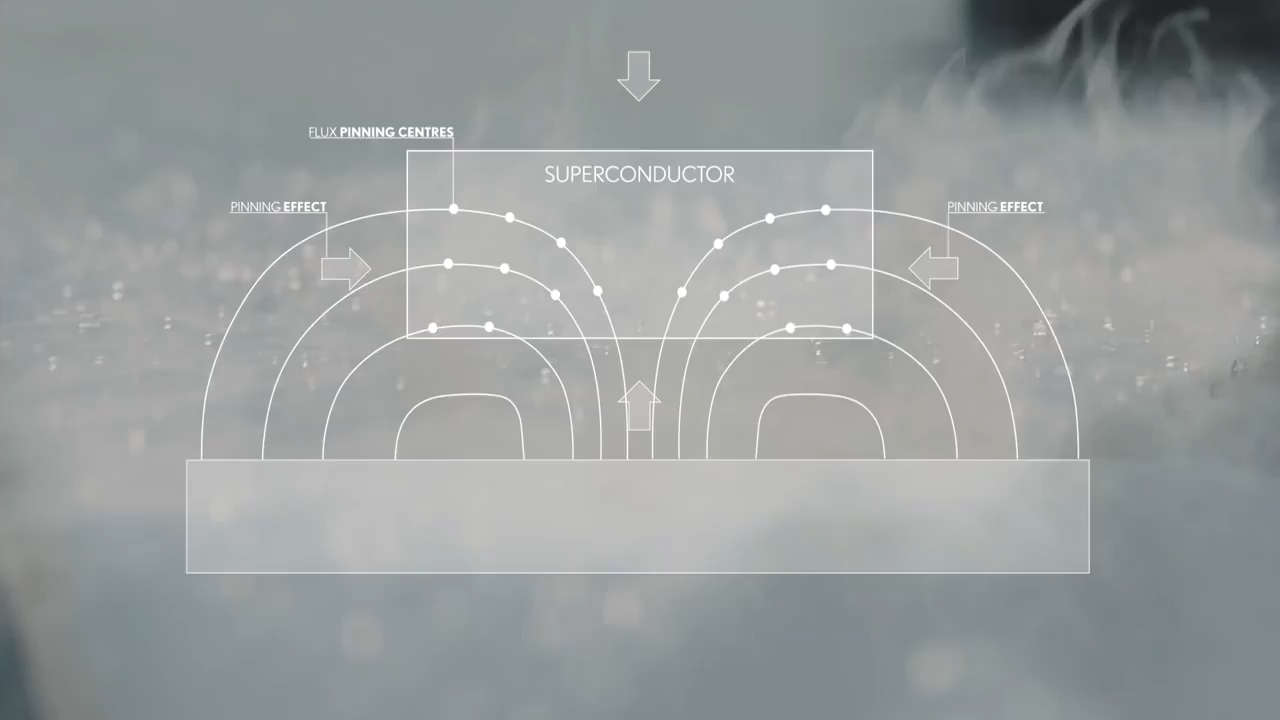 FLUX PINNING CENTRES
SUPERCONDUCTOR
PINNING EFFECT
PINNING EFFECT